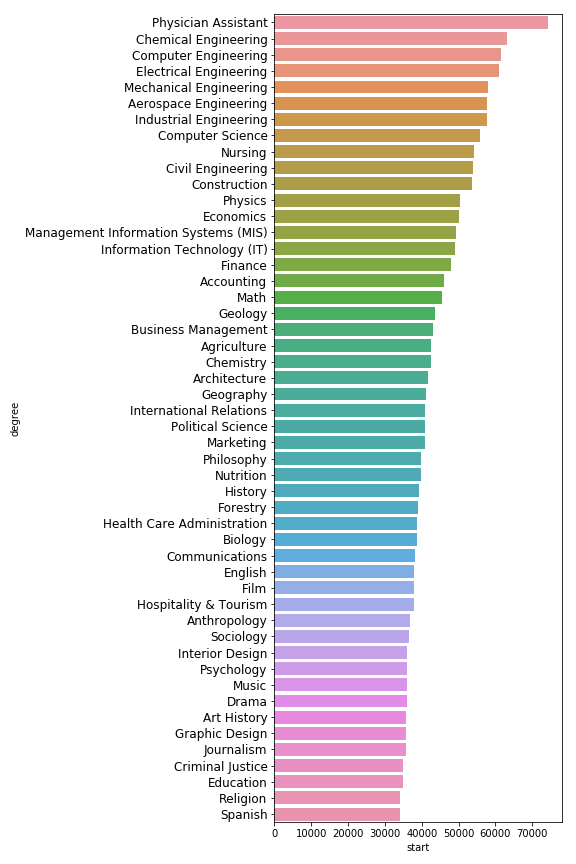 Physician Assistant
Chemical Engineering
Computer Engineering
Electrical Engineering
Mechanical Engineering
Aerospace Engineering
Industrial Engineering
Computer Science
Nursing
Civil Engineering
Construction
Physics
Economics
Management Information Systems (MIS)
Information Technology (IT)
Finance
Accounting
Math
Geology
Business Management
Agriculture
Chemistry
Architecture
Geography
International Relations
Political Science
Marketing
Philosophy
Nutrition
History
Forestry
Health Care Administration
Biology
Communications
English
Film
Hospitality & Tourism
Anthropology
Sociology
Interior Design
Psychology
Music
Drama
Art History
Graphic Design
Journalism
Criminal Justice
Education
Religion
Spanish
degree
0 10000 20000 30000 40000 50000 60000 70000
start